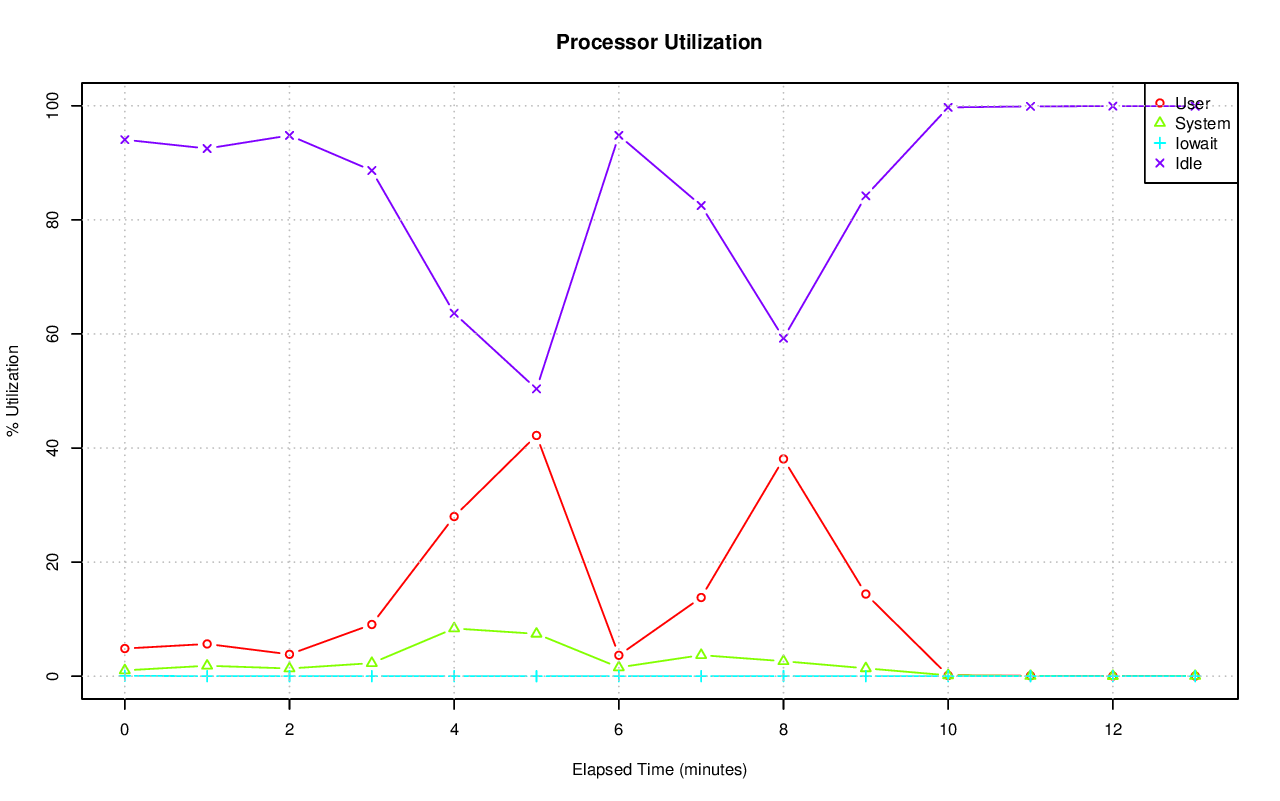 Processor Utilization
User
System
Iowait
Idle
% Utilization
100
80
60
40
20
0
0 2 4 6 8 10 12
Elapsed Time (minutes)